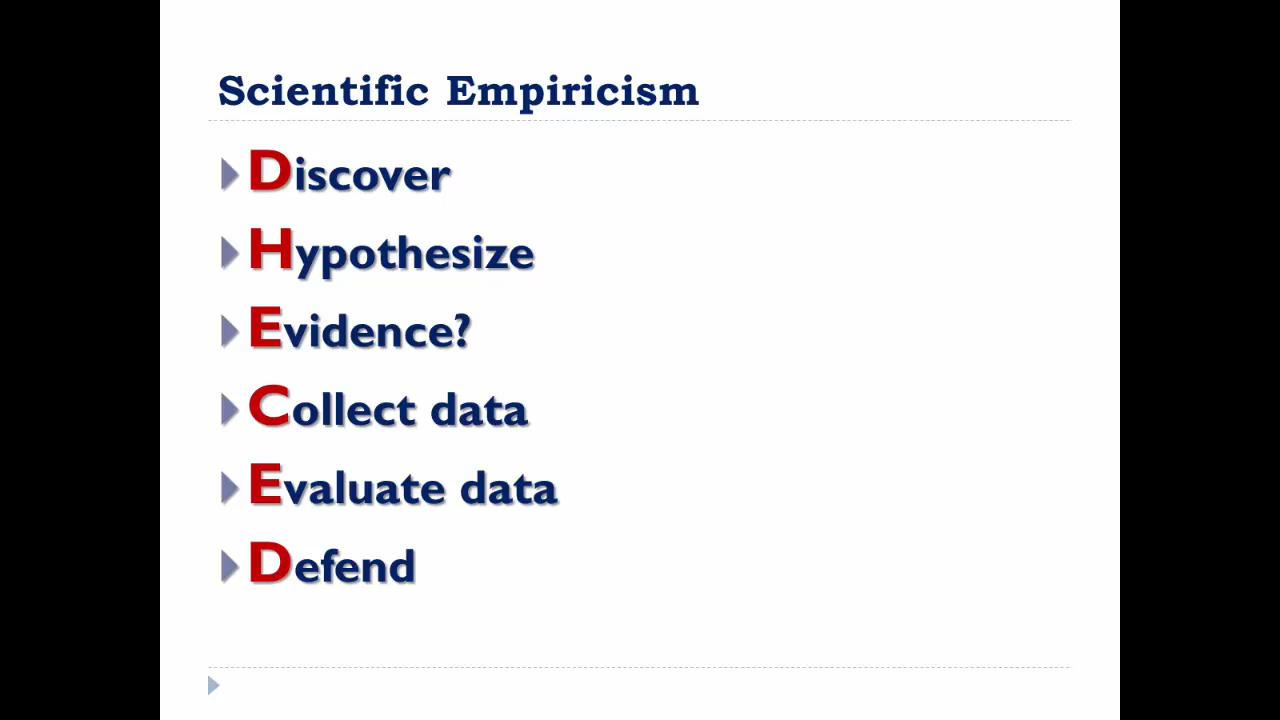 Scientific Empiricism
Discover
Hypothesize
Evidence?
Collect data
Evaluate data
Defend